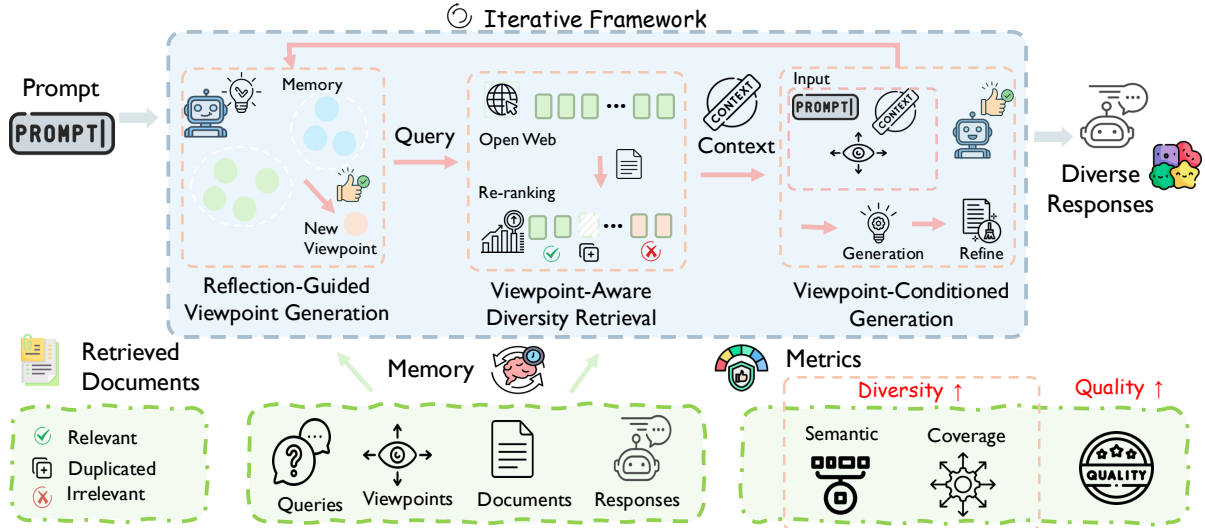 Iterative Framework
Prompt
PROMPT
Memory
New
Viewpoint
Reflection-Guided
Viewpoint Generation
Query
Open Web
Re-ranking
Viewpoint-Aware
Diversity Retrieval
CONTEXT
Context
Input
PROMPT
CONTEXT
Generation
Refine
Viewpoint-Conditioned
Generation
Diverse
Responses
Retrieved
Documents
Relevant
Duplicated
Irrelevant
Memory
Queries
Viewpoints
Documents
Responses
Metrics
Diversity ↑
Quality ↑
Semantic
Coverage
QUALITY